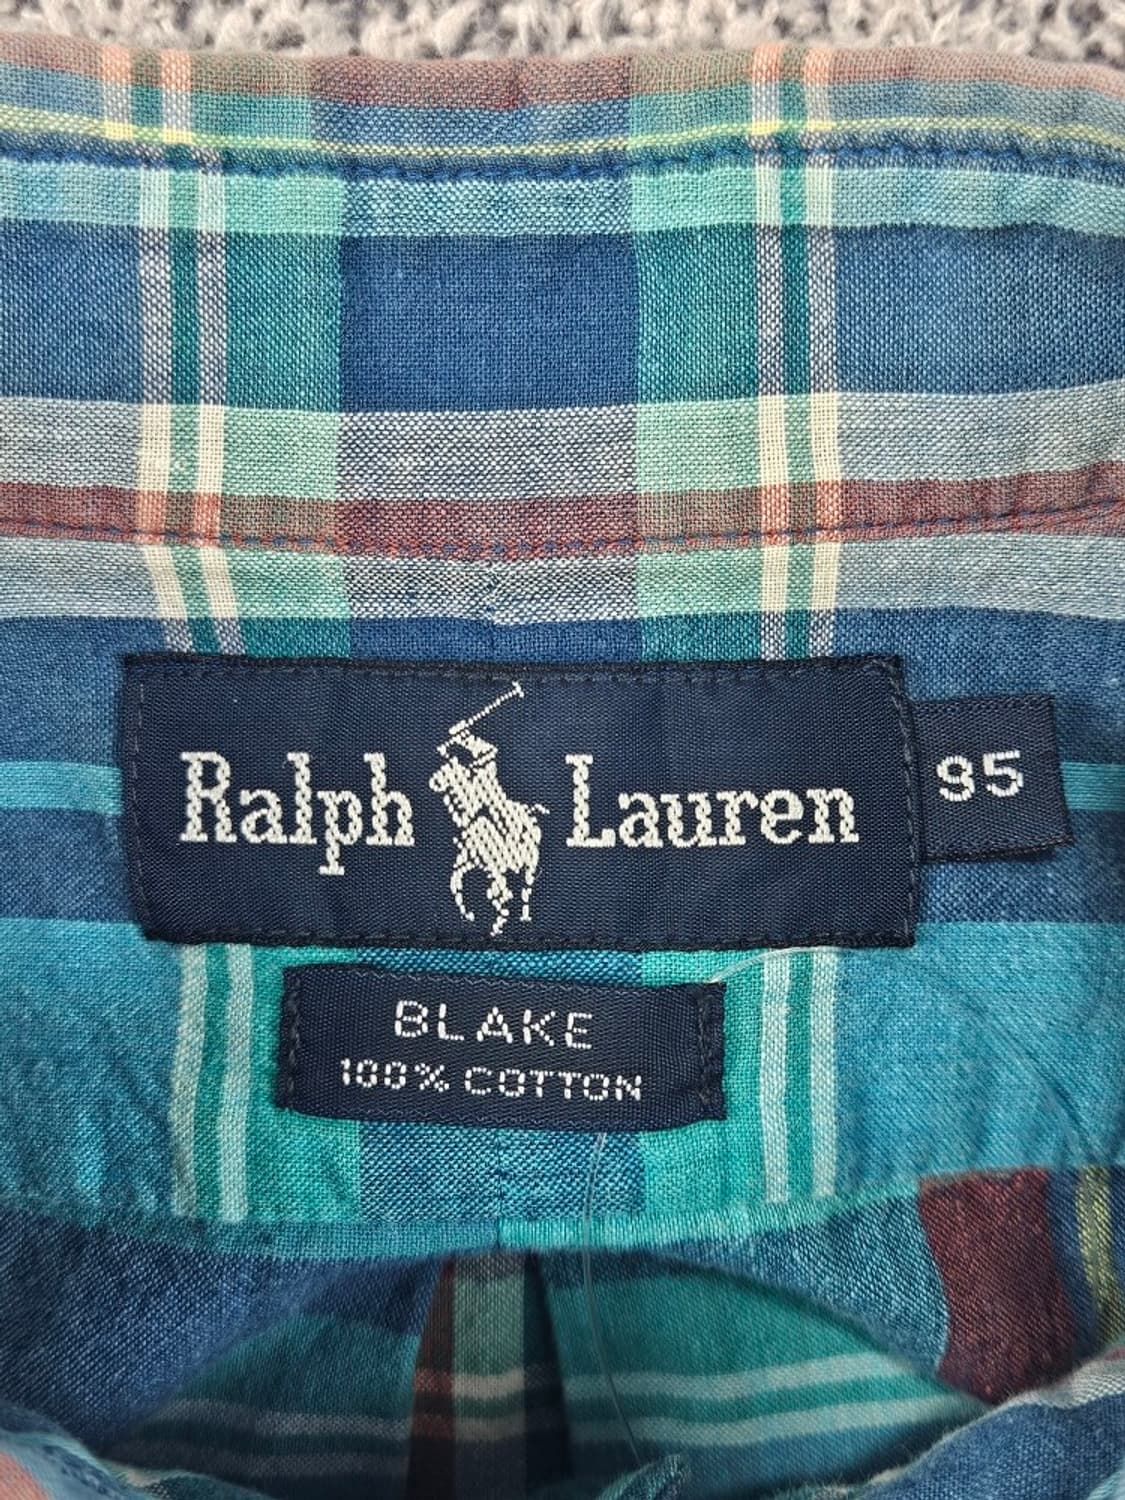 Ralph Lauren
95
BLAKE
100% COTTON